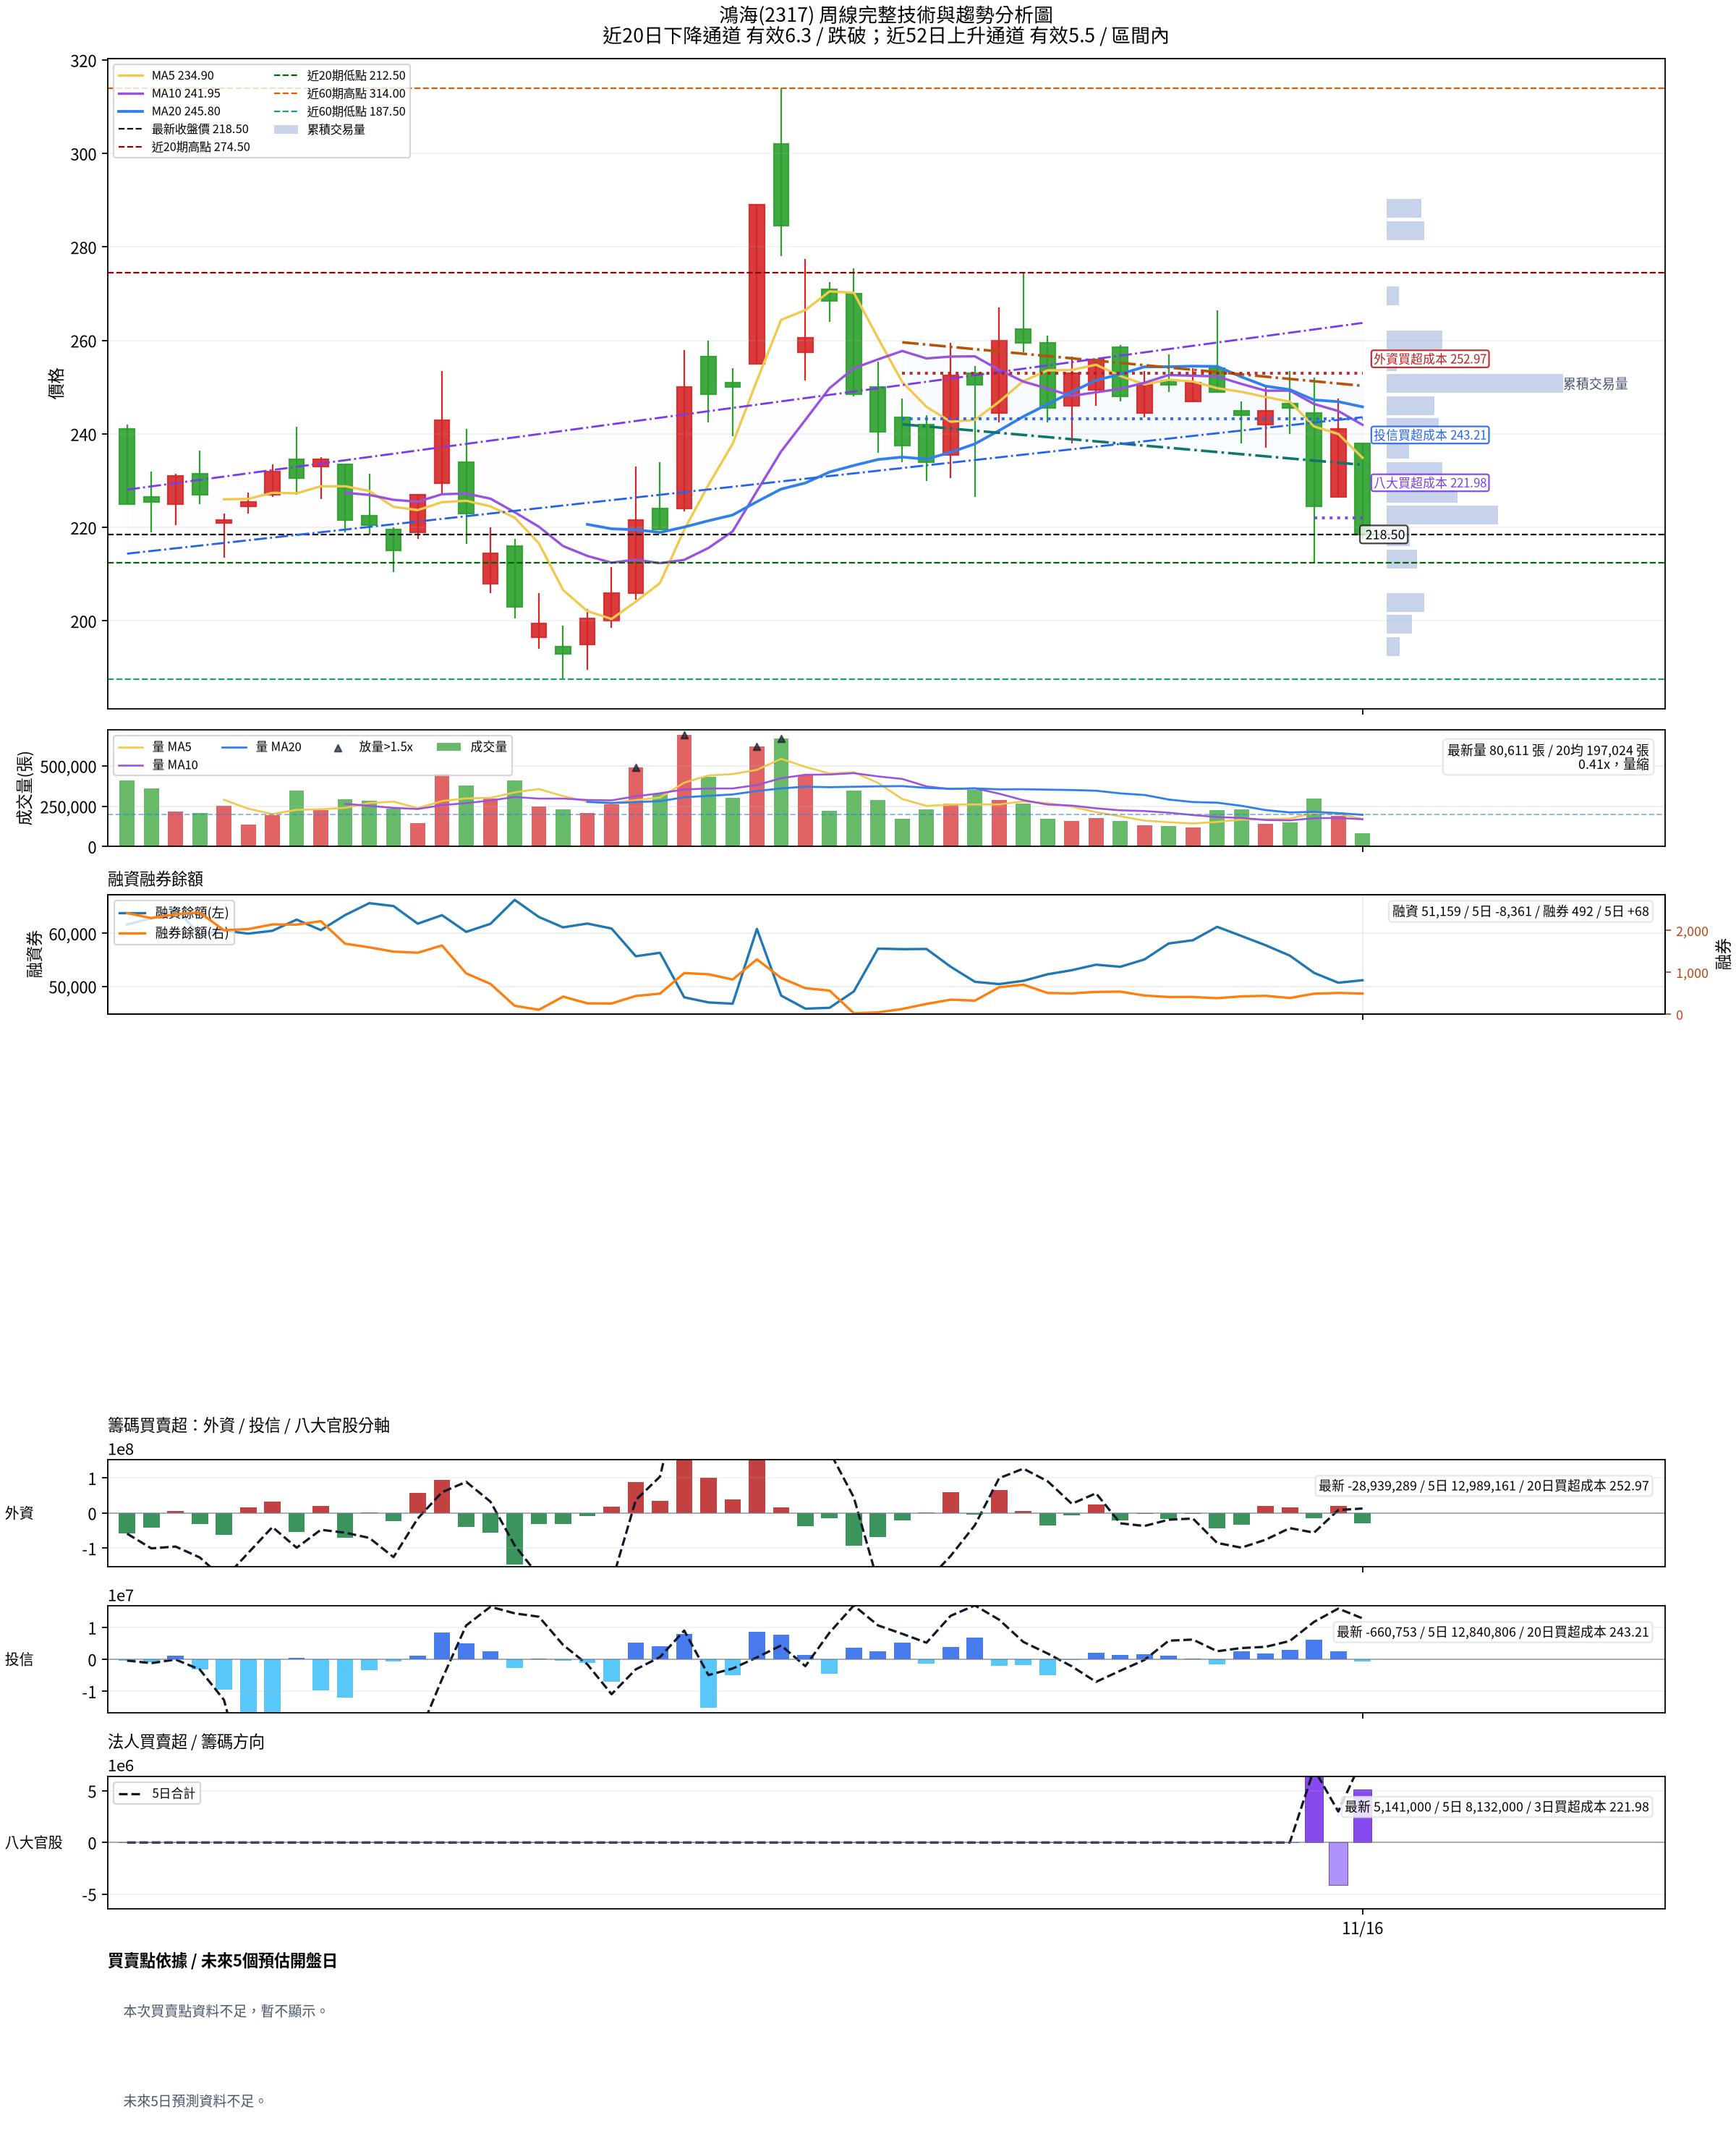 鴻海(2317) 周線完整技術與趨勢分析圖
近20日下降通道 有效6.3 / 跌破；近52日上升通道 有效5.5 / 區間內
MA5 234.90
MA10 241.95
MA20 245.80
最新收盤價 218.50
近20期高點 274.50
近20期低點 212.50
近60期高點 314.00
近60期低點 187.50
累積交易量
價格
320
300
280
260
240
220
200
外資買超成本 252.97
累積交易量
投信買超成本 243.21
八大買超成本 221.98
218.50
成交量(張)
500,000
250,000
0
量 MA5
量 MA10
量 MA20
放量>1.5x
成交量
最新量 80,611 張 / 20均 197,024 張
0.41x，量縮
融資融券餘額
融資券
60,000
50,000
融資餘額(左)
融券餘額(右)
融資 51,159 / 5日 -8,361 / 融券 492 / 5日 +68
2,000
1,000
0
融券
籌碼買賣超：外資 / 投信 / 八大官股分軸
1e8
外資
1
0
-1
最新 -28,939,289 / 5日 12,989,161 / 20日買超成本 252.97
1e7
投信
1
0
-1
最新 -660,753 / 5日 12,840,806 / 20日買超成本 243.21
法人買賣超 / 籌碼方向
1e6
八大官股
5
0
-5
5日合計
最新 5,141,000 / 5日 8,132,000 / 3日買超成本 221.98
11/16
買賣點依據 / 未來5個預估開盤日
本次買賣點資料不足，暫不顯示。
未來5日預測資料不足。